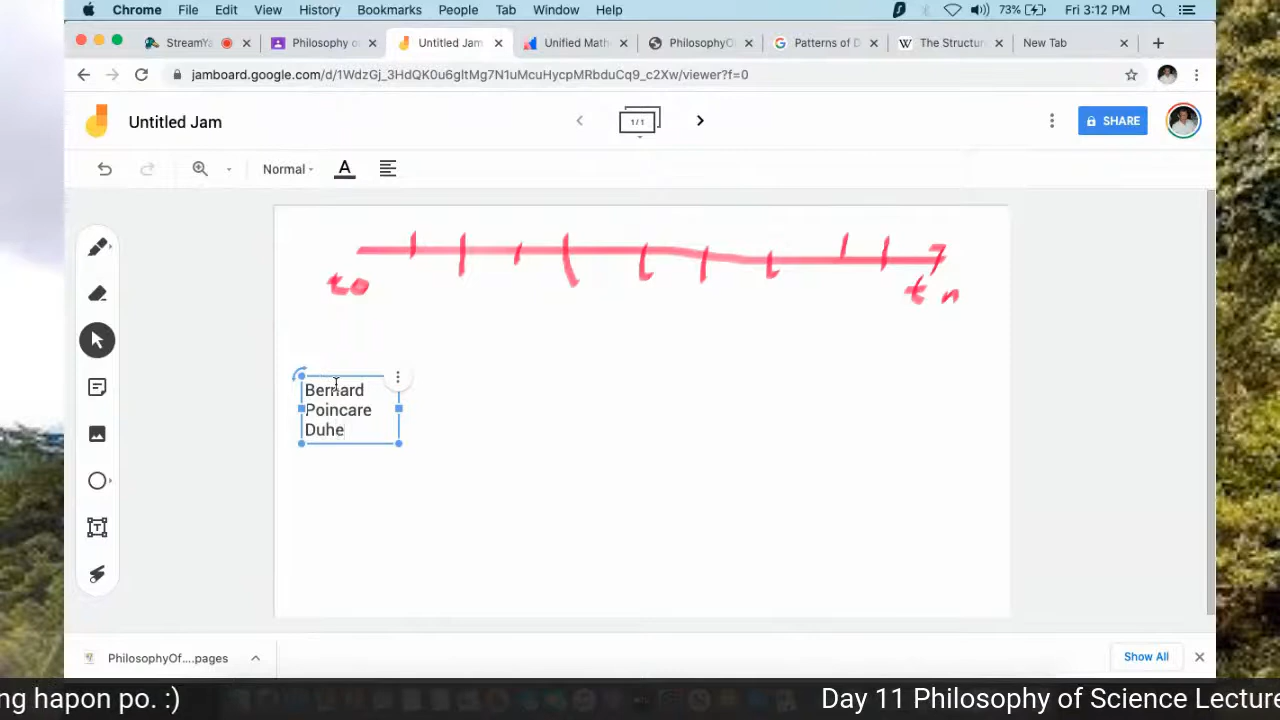 Chrome File Edit View History Bookmarks People Tab Window Help 73% Fri 3:12 PM
StreamYa Philosophy o Untitled Jam Unified Math PhilosophyO Patterns of D The Structur New Tab
jamboard.google.com/d/1WdzGj_3HdQK0u6gltMg7N1uMcuHycpMRbduCq9_c2Xw/viewer?f=0
Untitled Jam 1/1 SHARE
Normal A
to tn
Bernard
Poincare
Duhe
PhilosophyOf....pages Show All
ng hapon po. :) Day 11 Philosophy of Science Lecture